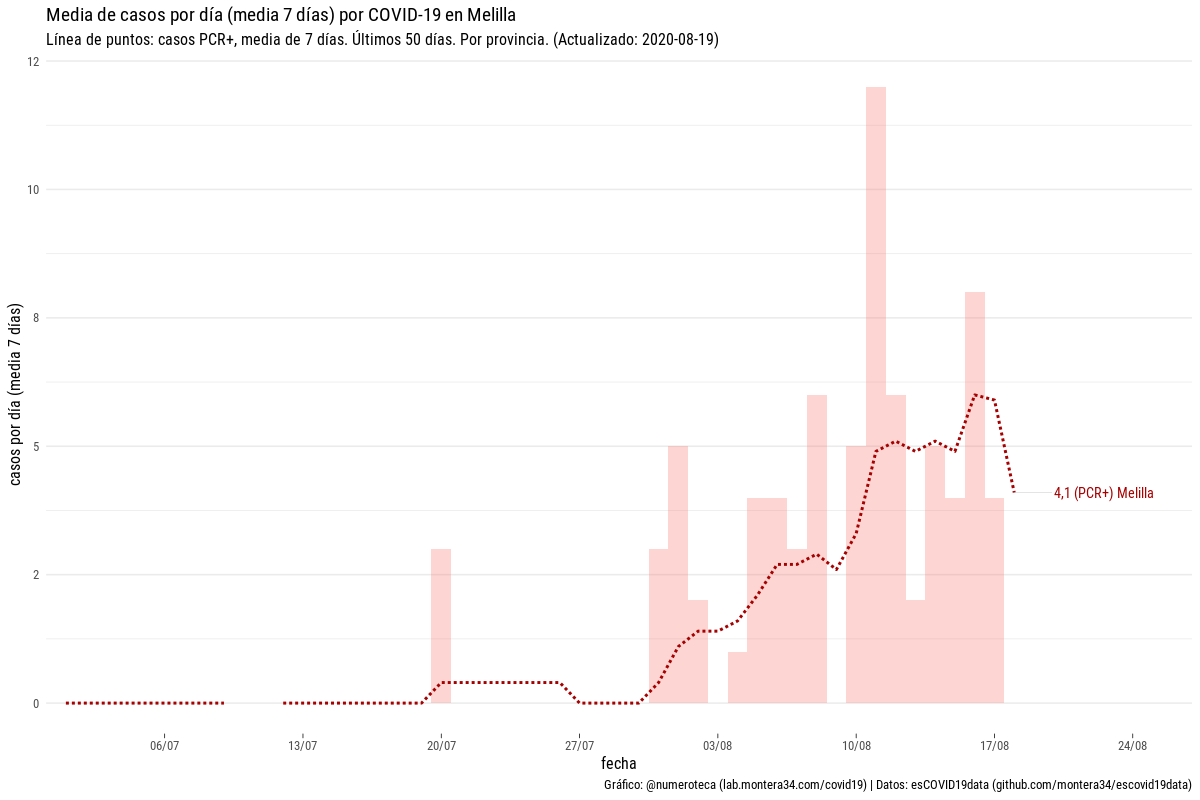 Media de casos por día (media 7 días) por COVID-19 en Melilla
Línea de puntos: casos PCR+, media de 7 días. Últimos 50 días. Por provincia. (Actualizado: 2020-08-19)
casos por día (media 7 días)
12
10
8
5
2
0
4,1 (PCR+) Melilla
06/07
13/07
20/07
27/07
03/08
10/08
17/08
24/08
fecha
Gráfico: @numeroteca (lab.montera34.com/covid19) | Datos: esCOVID19data (github.com/montera34/escovid19data)